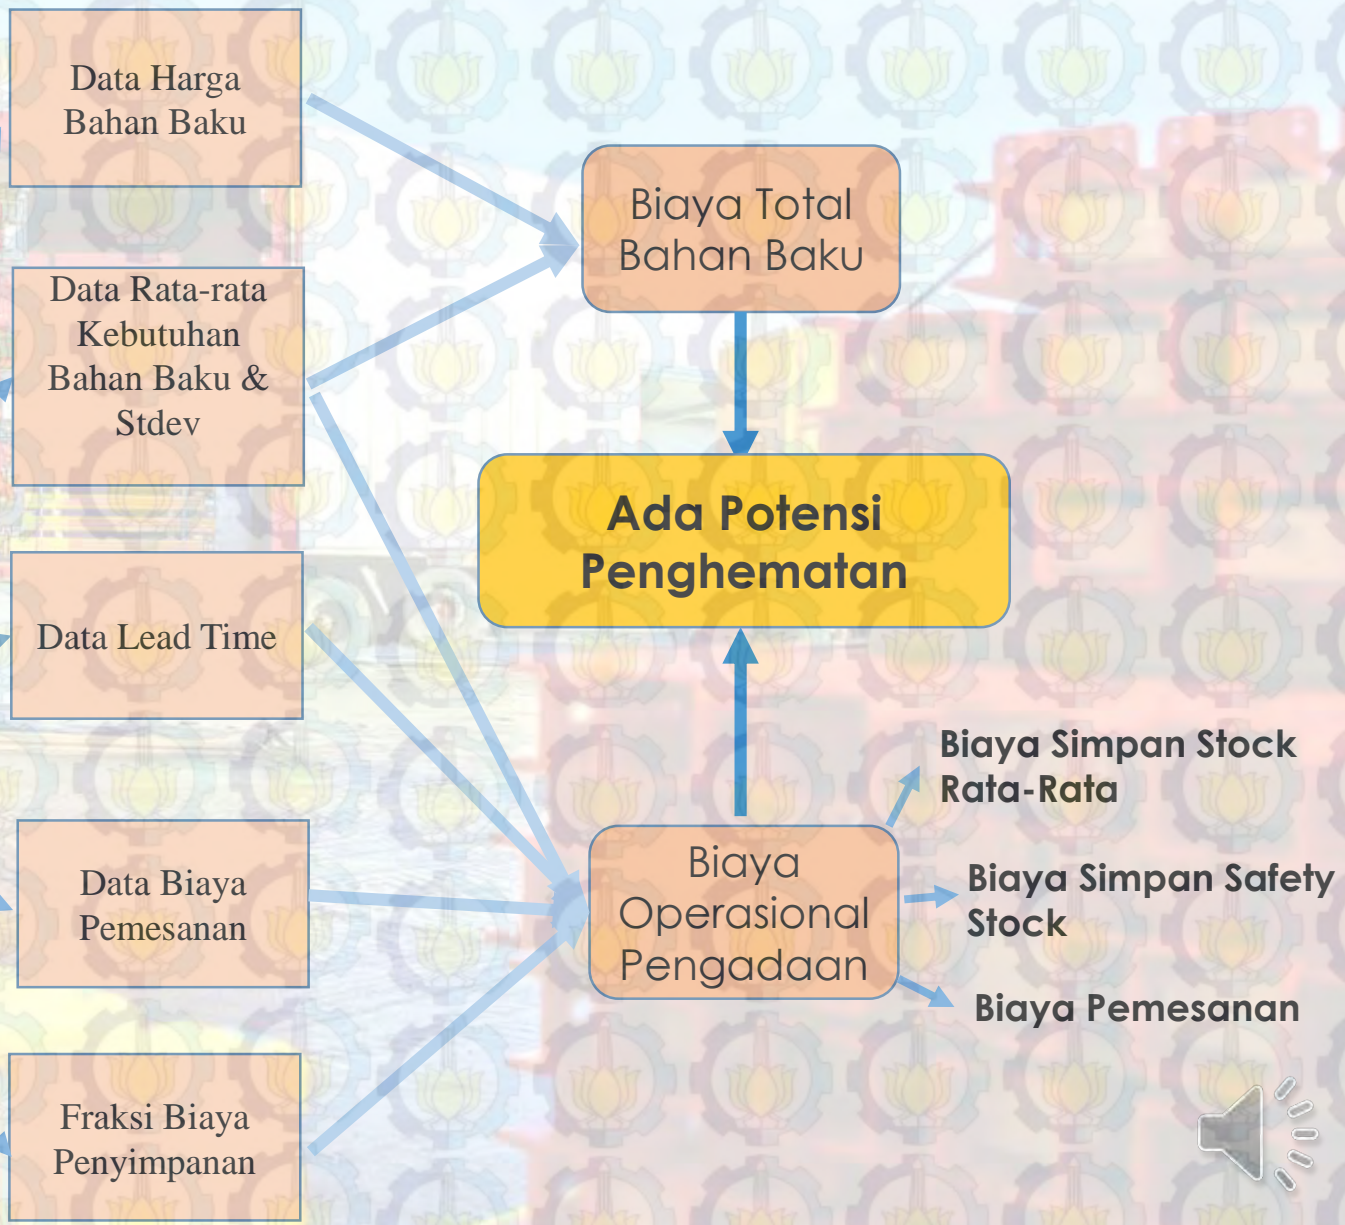 Data Harga
Bahan Baku
Data Rata-rata
Kebutuhan
Bahan Baku &
Stdev
Data Lead Time
Data Biaya
Pemesanan
Fraksi Biaya
Penyimpanan
Biaya Total
Bahan Baku
Ada Potensi
Penghematan
Biaya
Operasional
Pengadaan
Biaya Simpan Stock
Rata-Rata
Biaya Simpan Safety
Stock
Biaya Pemesanan